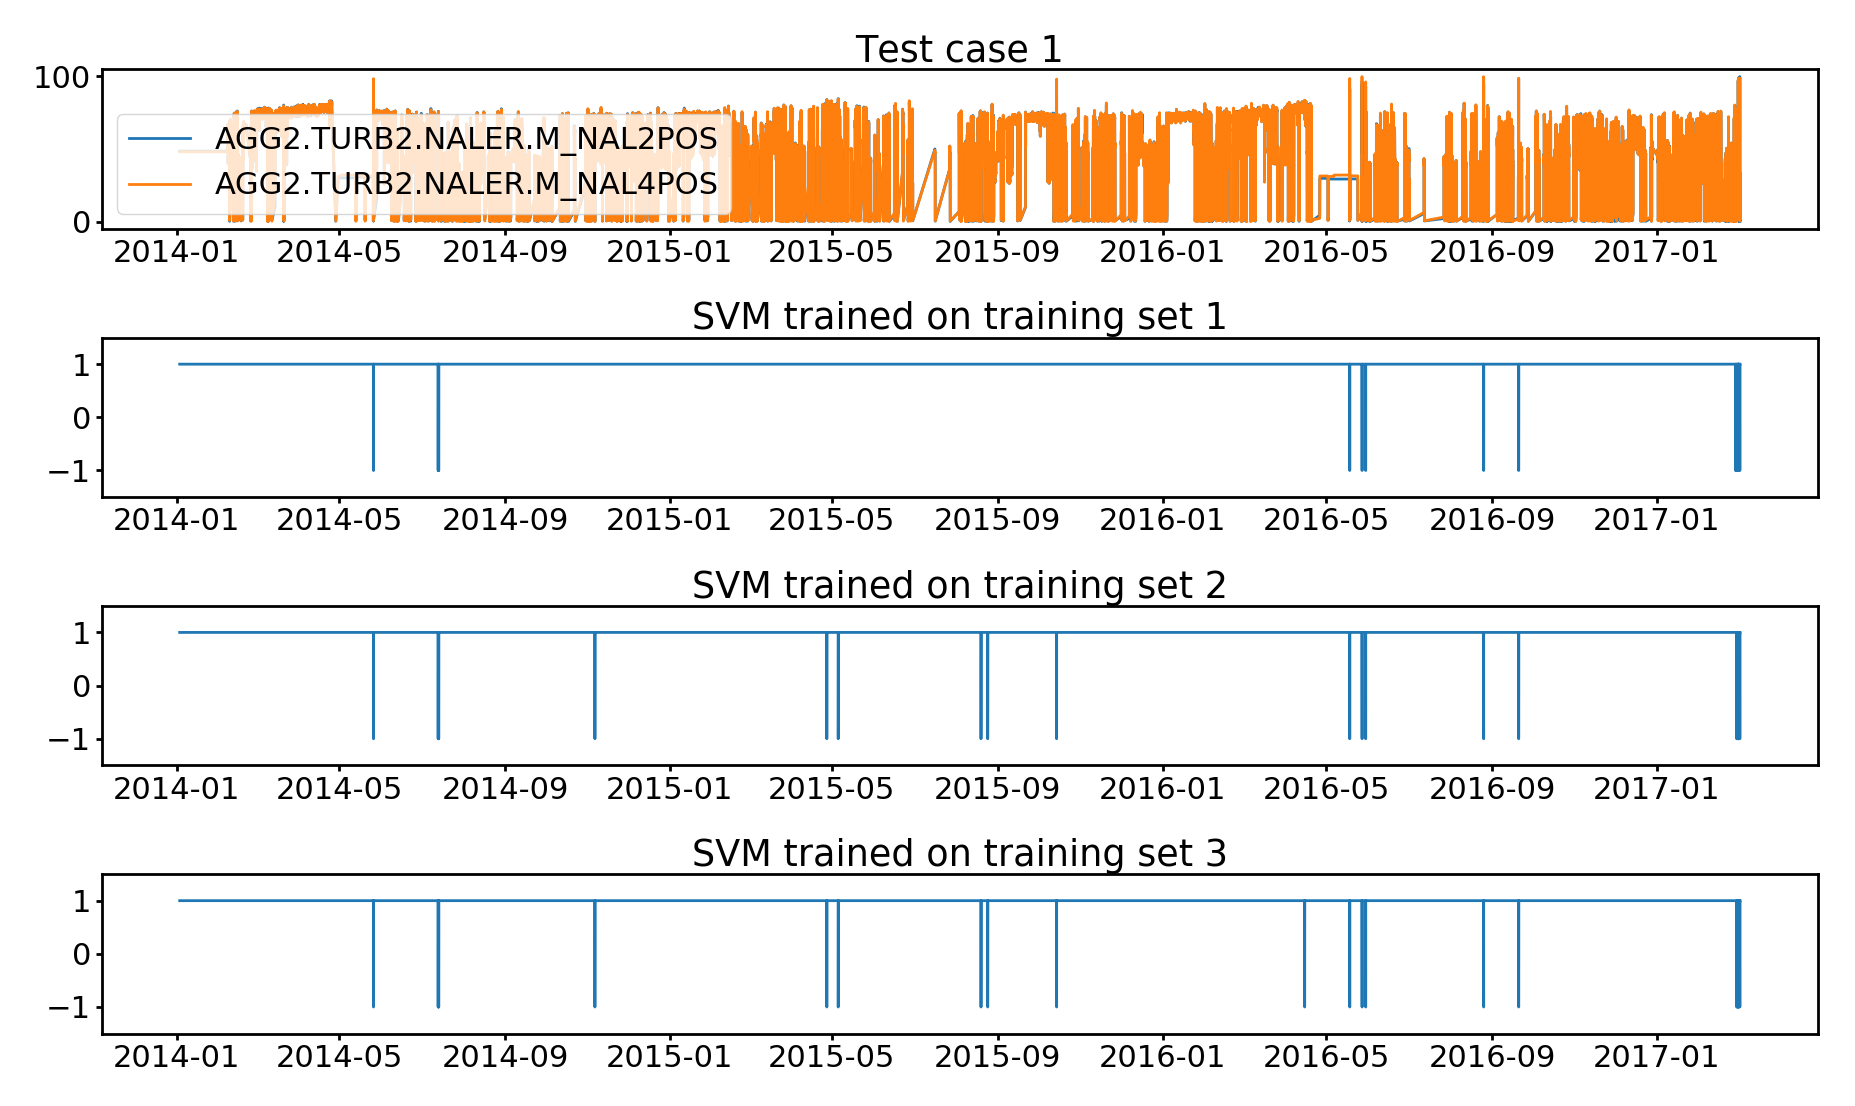 Test case 1
100
0
AGG2.TURB2.NALER.M_NAL2POS
AGG2.TURB2.NALER.M_NAL4POS
2014-01 2014-05 2014-09 2015-01 2015-05 2015-09 2016-01 2016-05 2016-09 2017-01
SVM trained on training set 1
1
0
−1
2014-01 2014-05 2014-09 2015-01 2015-05 2015-09 2016-01 2016-05 2016-09 2017-01
SVM trained on training set 2
1
0
−1
2014-01 2014-05 2014-09 2015-01 2015-05 2015-09 2016-01 2016-05 2016-09 2017-01
SVM trained on training set 3
1
0
−1
2014-01 2014-05 2014-09 2015-01 2015-05 2015-09 2016-01 2016-05 2016-09 2017-01